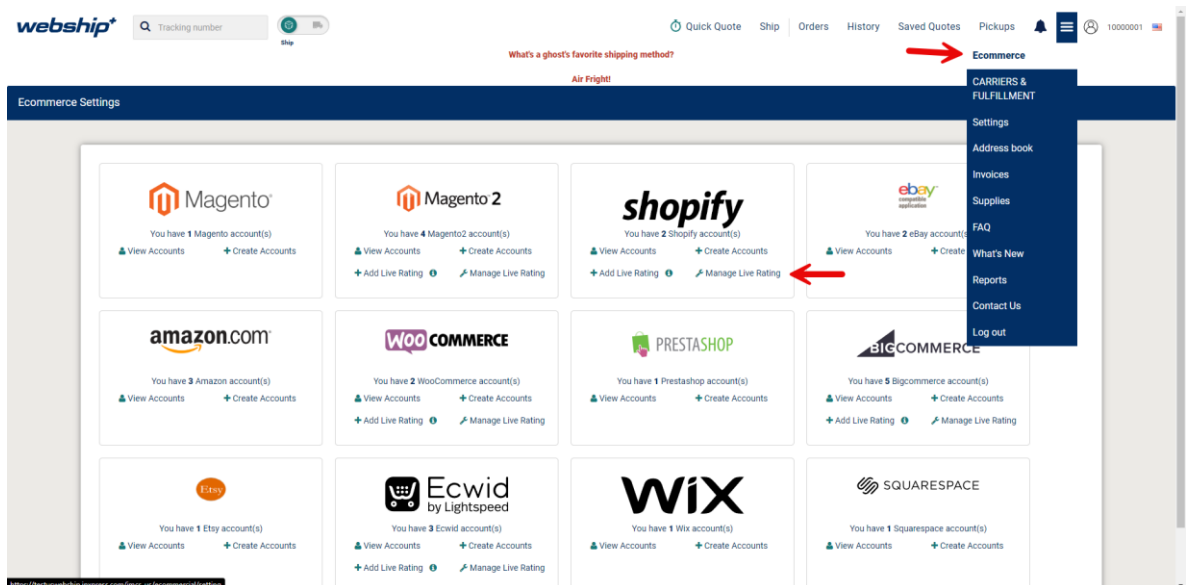 webship+
Tracking number
Ship
Quick Quote
Ship
Orders
History
Saved Quotes
Pickups
10000001
What's a ghost's favorite shipping method?
Air Fright!
Ecommerce
CARRIERS &
FULFILLMENT
Settings
Address book
Invoices
Supplies
FAQ
What's New
Reports
Contact Us
Log out
Ecommerce Settings
Magento
You have 1 Magento account(s)
View Accounts + Create Accounts
Magento 2
You have 4 Magento2 account(s)
View Accounts + Create Accounts
+ Add Live Rating Manage Live Rating
shopify
You have 2 Shopify account(s)
View Accounts + Create Accounts
+ Add Live Rating Manage Live Rating
ebay
compatible
application
You have 2 eBay account(s
View Accounts + Create
amazon.com
You have 3 Amazon account(s)
View Accounts + Create Accounts
WOO COMMERCE
You have 2 WooCommerce account(s)
View Accounts + Create Accounts
+ Add Live Rating Manage Live Rating
PRESTASHOP
You have 1 Prestashop account(s)
View Accounts + Create Accounts
BIGCOMMERCE
You have 5 Bigcommerce account(s)
View Accounts + Create Accounts
+ Add Live Rating Manage Live Rating
Etsy
You have 1 Etsy account(s)
View Accounts + Create Accounts
Ecwid
by Lightspeed
You have 3 Ecwid account(s)
View Accounts + Create Accounts
+ Add Live Rating Manage Live Rating
WiX
You have 1 Wix account(s)
View Accounts + Create Accounts
SQUARESPACE
You have 1 Squarespace account(s)
View Accounts + Create Accounts